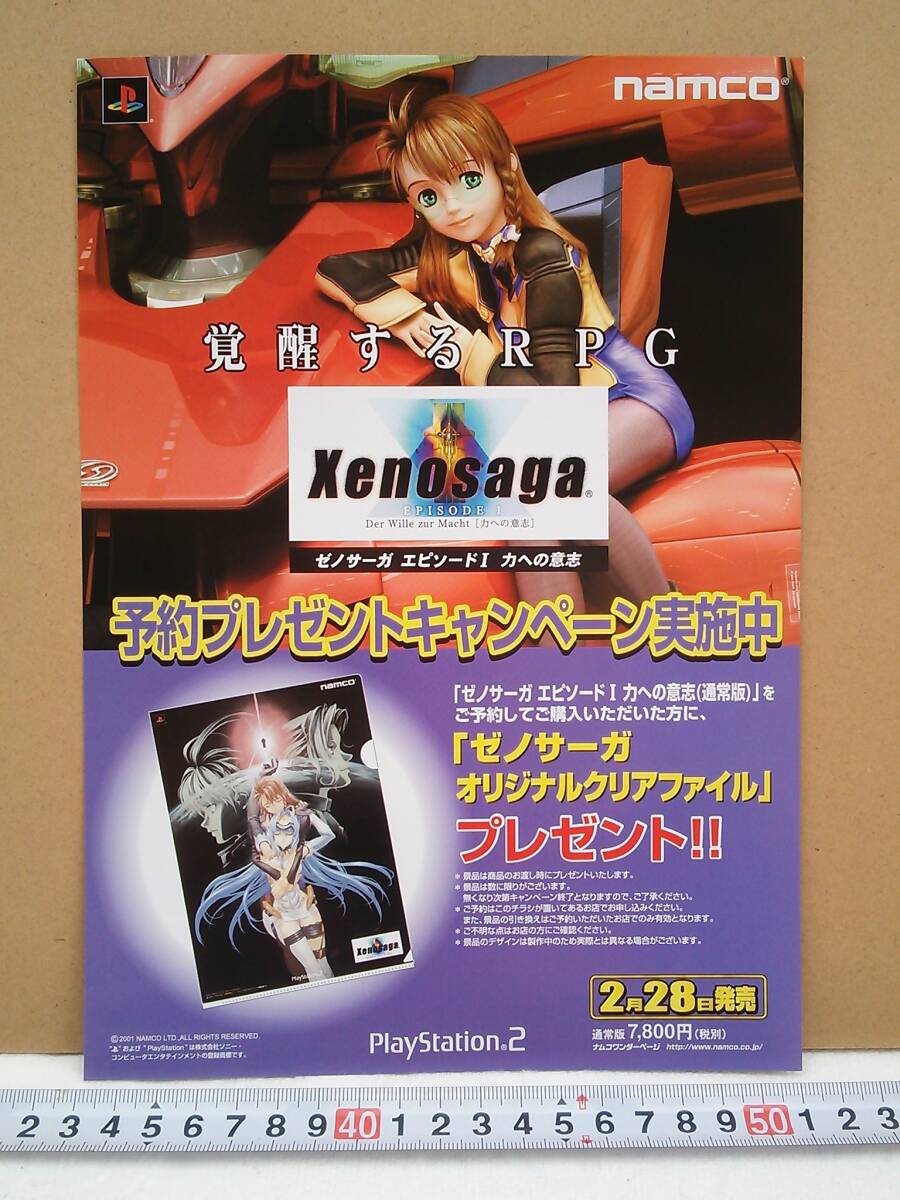 namco®
覚醒するRPG
Xenosaga®
EPISODE I
Der Wille zur Macht [力への意志]
ゼノサーガ エピソードI 力への意志
予約プレゼントキャンペーン実施中
「ゼノサーガ エピソードI 力への意志(通常版)」を
ご予約してご購入いただいた方に、
「ゼノサーガ
オリジナルクリアファイル」
プレゼント!!
* 景品は商品のお渡し時にプレゼントいたします。
* 景品は数に限りがございます。
無くなり次第キャンペーン終了となりますので、ご了承ください。
* ご予約はこのチラシが置いてあるお店でお申し込みください。
また、景品の引き換えはご予約いただいたお店でのみ有効となります。
* ご不明な点はお店の方にご確認ください。
* 景品のデザインは製作中のため実際とは異なる場合がございます。
namco
Xenosaga
PlayStation 2
2月28日発売
通常版 7,800円(税別)
ナムコワンダーページ http://www.namco.co.jp/
©2001 NAMCO LTD.,ALL RIGHTS RESERVED.
"および"PlayStation"は株式会社ソニー・
コンピュータエンタテインメントの登録商標です。
PlayStation®2
2 3 4 5 6 7 8 9 40 1 2 3 4 5 6 7 8 9 50 1 2 3